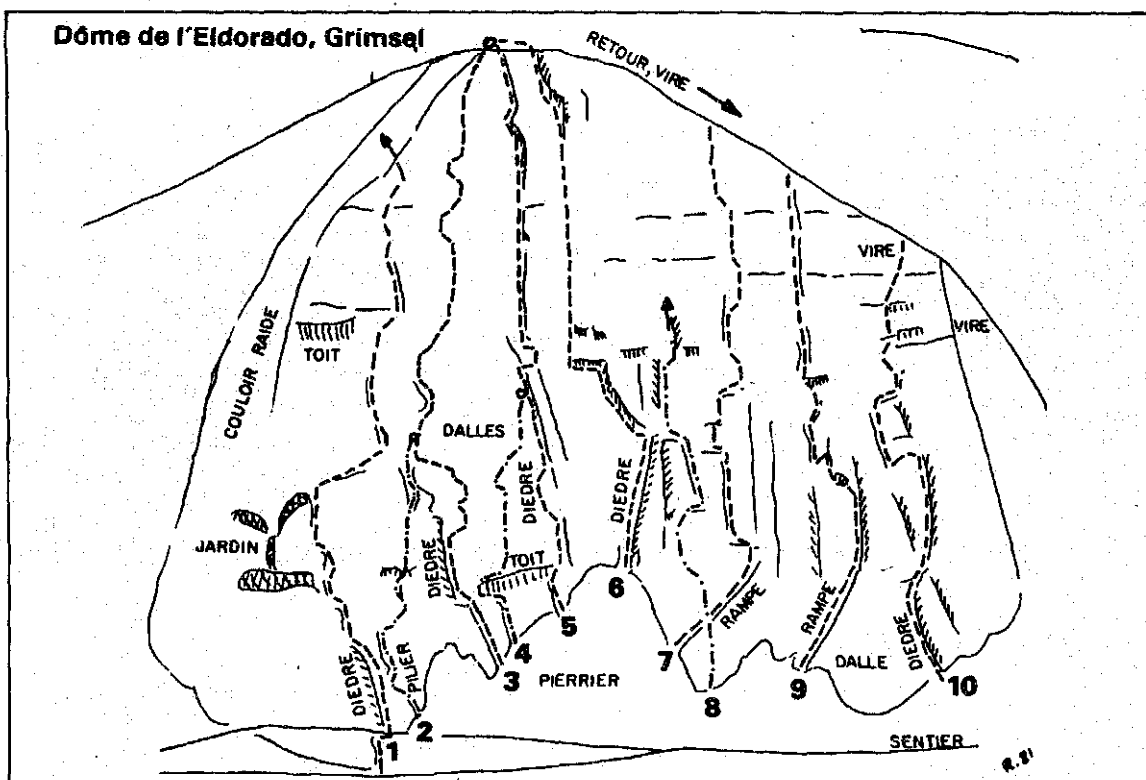 Dôme de l'Eldorado, Grimsel
RETOUR, VIRE
COULOIR RAIDE
VIRE
VIRE
TOIT
DALLES
DIEDRE
DIEDRE
JARDIN
DIEDRE
TOIT
6
5
RAMPE
RAMPE
DIEDRE
PILIER
4
7
3
PIERRIER
9
DALLE
DIEDRE
10
DIEDRE
8
2
1
SENTIER
R.81